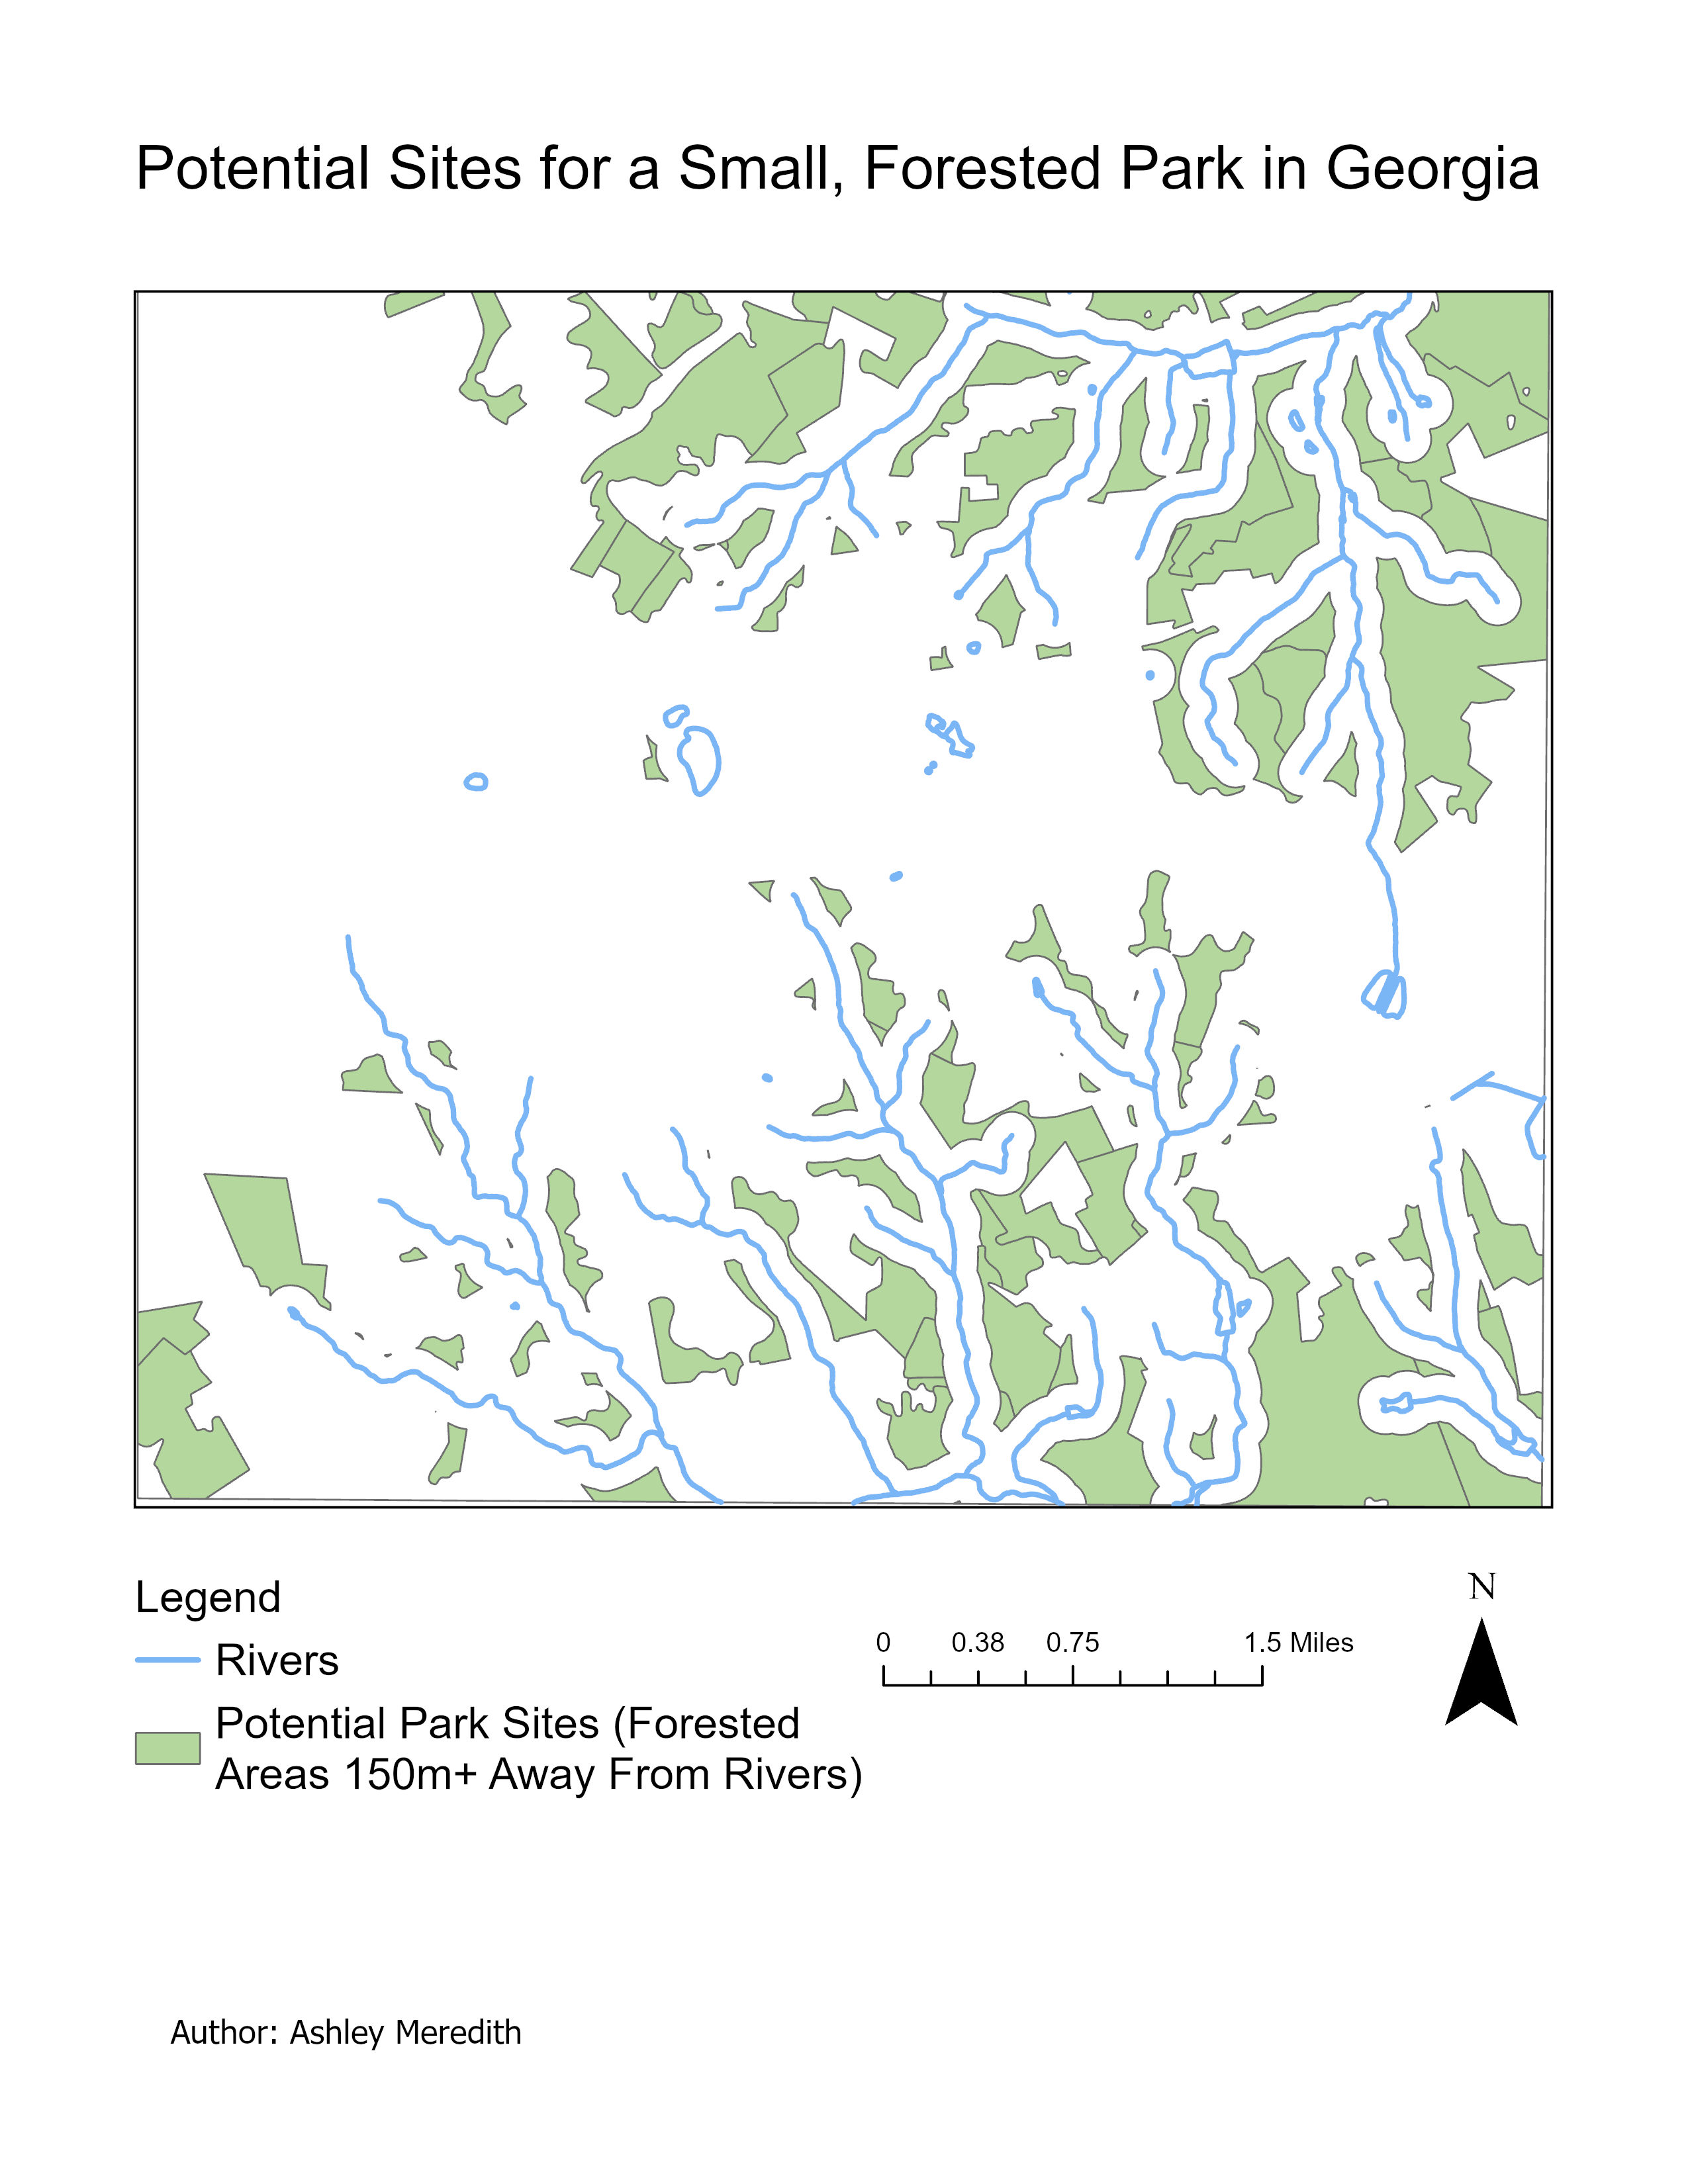 Potential Sites for a Small, Forested Park in Georgia
Legend
Rivers
Potential Park Sites (Forested
Areas 150m+ Away From Rivers)
0 0.38 0.75 1.5 Miles
N
Author: Ashley Meredith